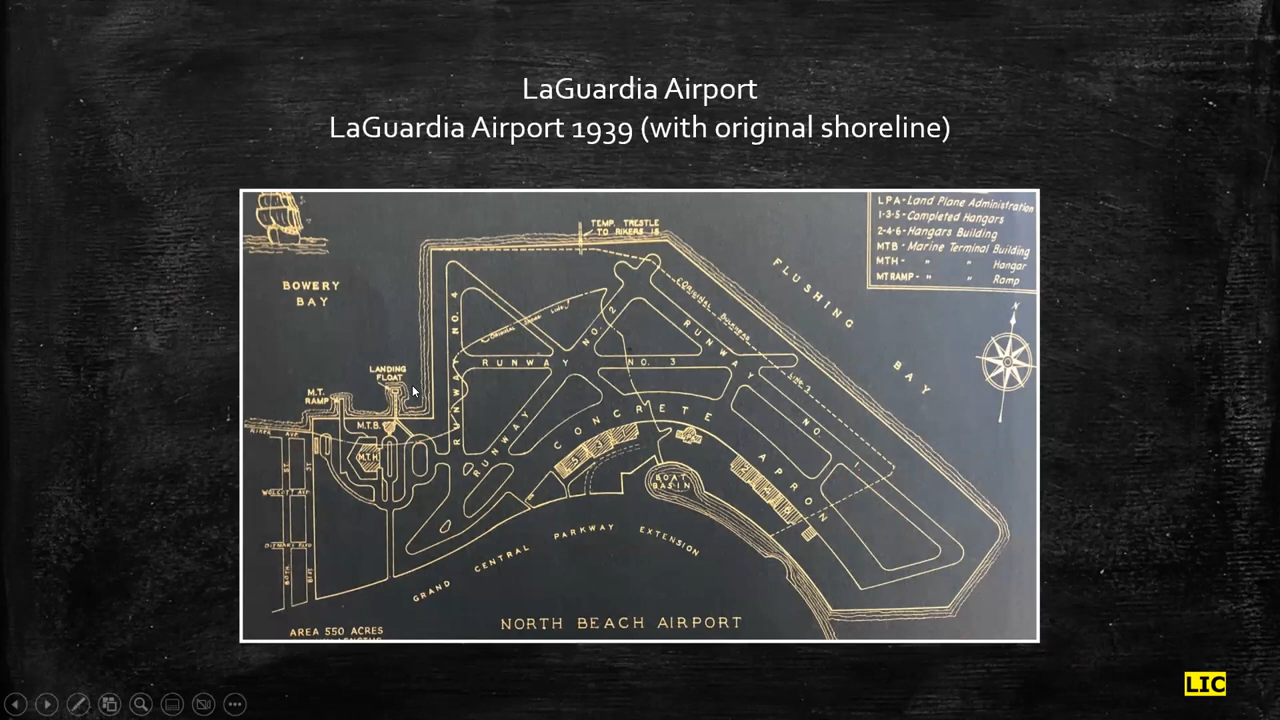 LaGuardia Airport
LaGuardia Airport 1939 (with original shoreline)
LPA-Land Plane Administration
1-3-5-Completed Hangars
2-4-6-Hangars Building
MTB-Marine Terminal Building
MTH- " " Hangar
MT RAMP- " " Ramp
TEMP. TRESTLE
TO RIKERS IS
BOWERY
BAY
FLUSHING
BAY
N
ORIGINAL SHORE LINE
RUNWAY NO. 4
RUNWAY NO. 2
RUNWAY NO. 3
RUNWAY NO. 1
LANDING
FLOAT
M.T.
RAMP
M.T.B.
M.T.H.
CONCRETE APRON
BOAT
BASIN
GRAND CENTRAL PARKWAY EXTENSION
NORTH BEACH AIRPORT
AREA 550 ACRES
LIC